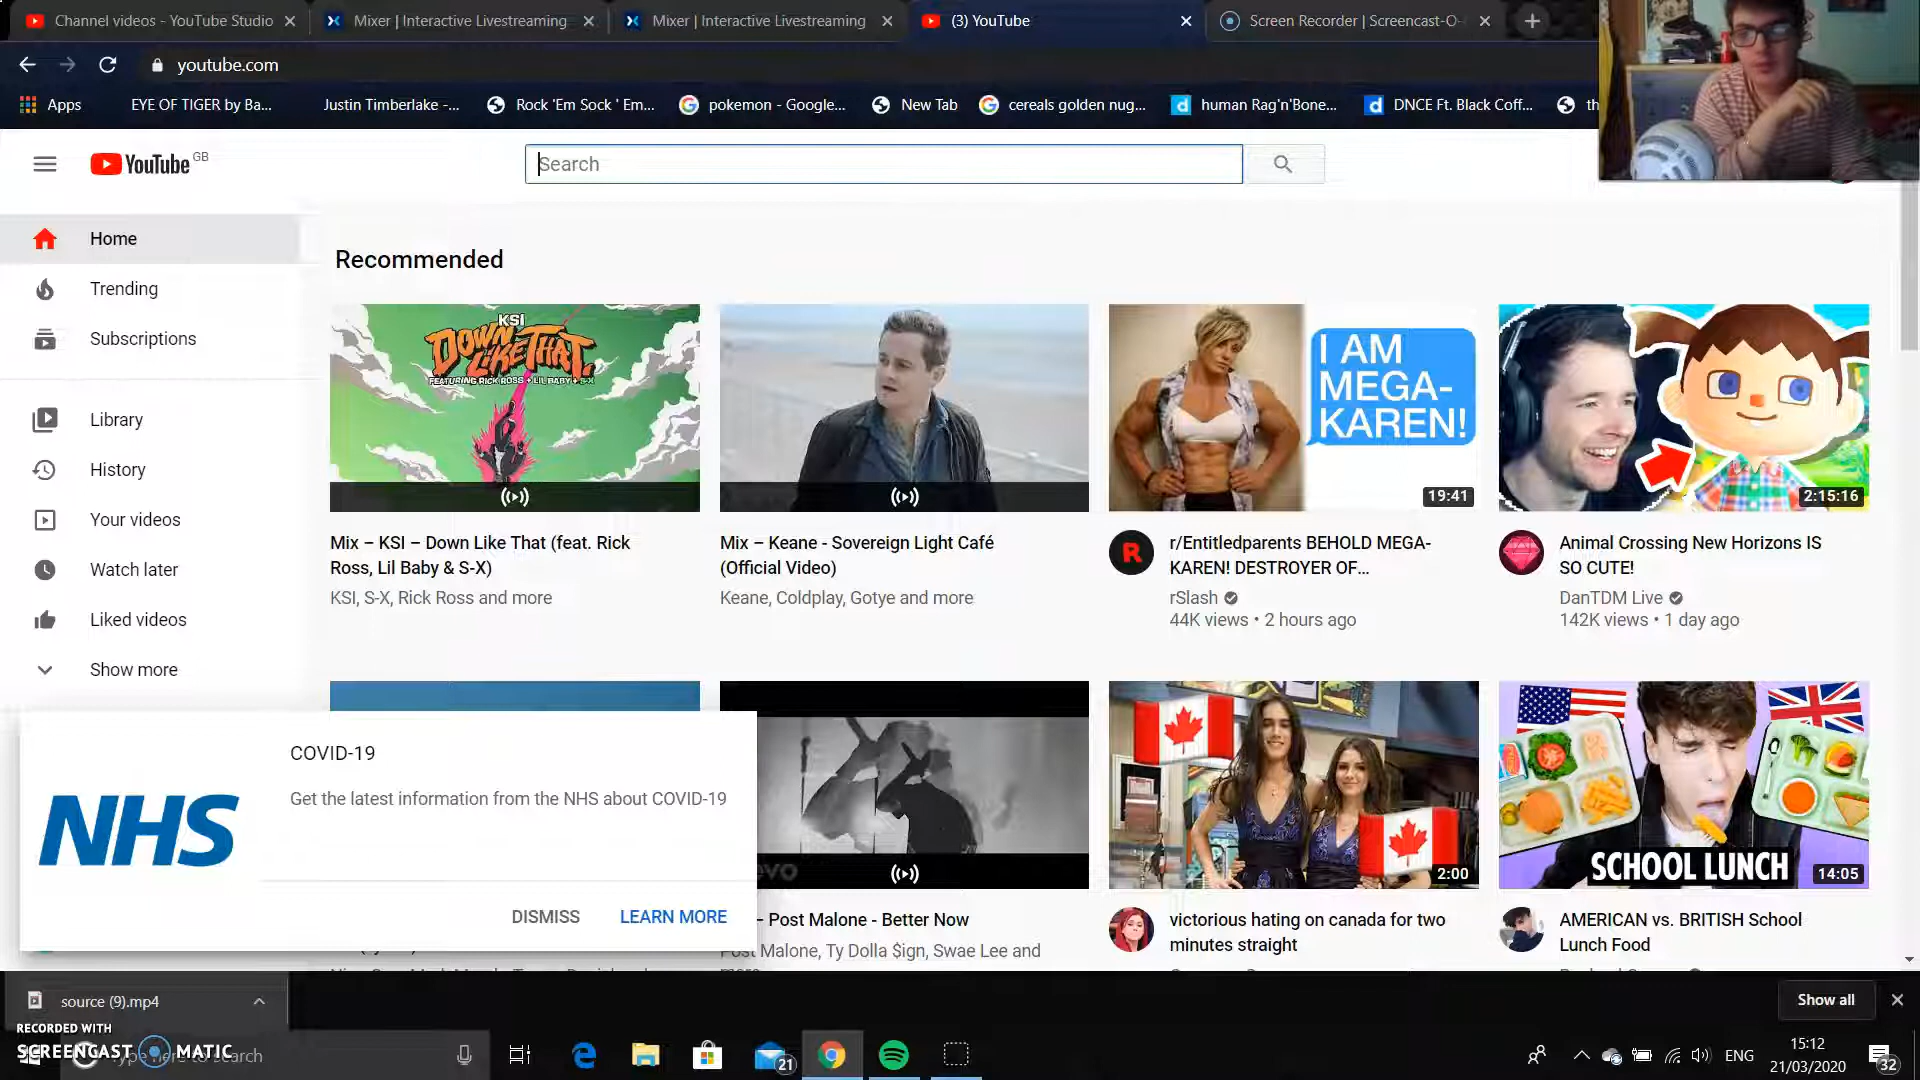 Channel videos - YouTube Studio
Mixer | Interactive Livestreaming
Mixer | Interactive Livestreaming
(3) YouTube
Screen Recorder | Screencast-O-
youtube.com
Apps
EYE OF TIGER by Ba...
Justin Timberlake -...
Rock 'Em Sock ' Em...
pokemon - Google...
New Tab
cereals golden nug...
human Rag'n'Bone...
DNCE Ft. Black Coff...
th
YouTube GB
Search
Home
Trending
Subscriptions
Library
History
Your videos
Watch later
Liked videos
Show more
Recommended
KSI
DOWN
LIKE THAT.
FEATURING RICK ROSS + LIL BABY + S-X
Mix – KSI – Down Like That (feat. Rick
Ross, Lil Baby & S-X)
KSI, S-X, Rick Ross and more
Mix – Keane - Sovereign Light Café
(Official Video)
Keane, Coldplay, Gotye and more
I AM
MEGA-
KAREN!
19:41
R
r/Entitledparents BEHOLD MEGA-
KAREN! DESTROYER OF...
rSlash
44K views • 2 hours ago
2:15:16
Animal Crossing New Horizons IS
SO CUTE!
DanTDM Live
142K views • 1 day ago
COVID-19
Get the latest information from the NHS about COVID-19
NHS
DISMISS
LEARN MORE
– Post Malone - Better Now
Post Malone, Ty Dolla $ign, Swae Lee and
2:00
victorious hating on canada for two
minutes straight
SCHOOL LUNCH
14:05
AMERICAN vs. BRITISH School
Lunch Food
source (9).mp4
Show all
RECORDED WITH
SCREENCAST MATIC
Type here to search
21
ENG
15:12
21/03/2020
32